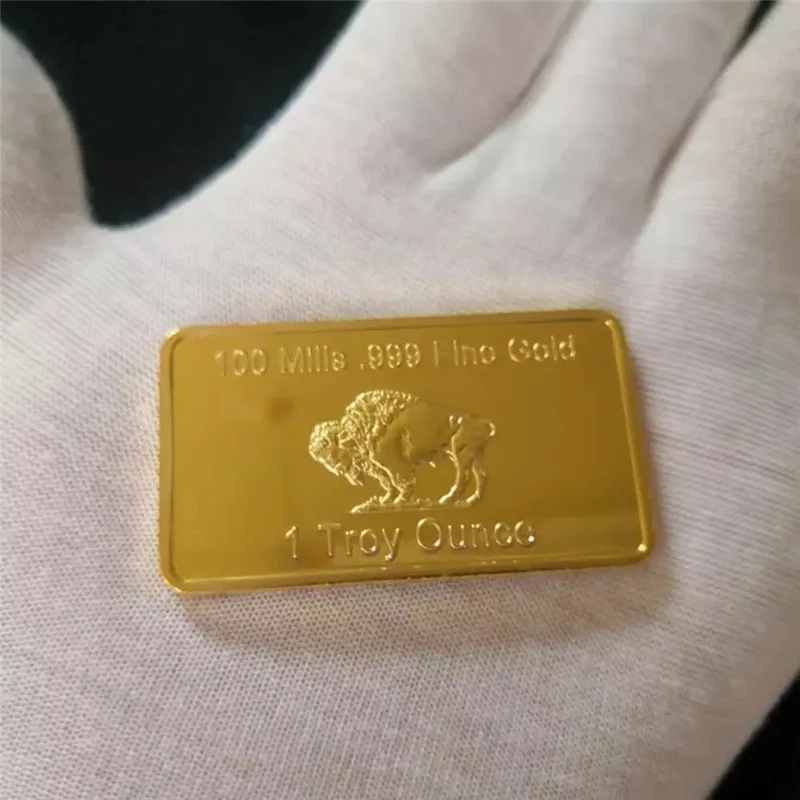 100 Mills .999 Fine Gold
1 Troy Ounce